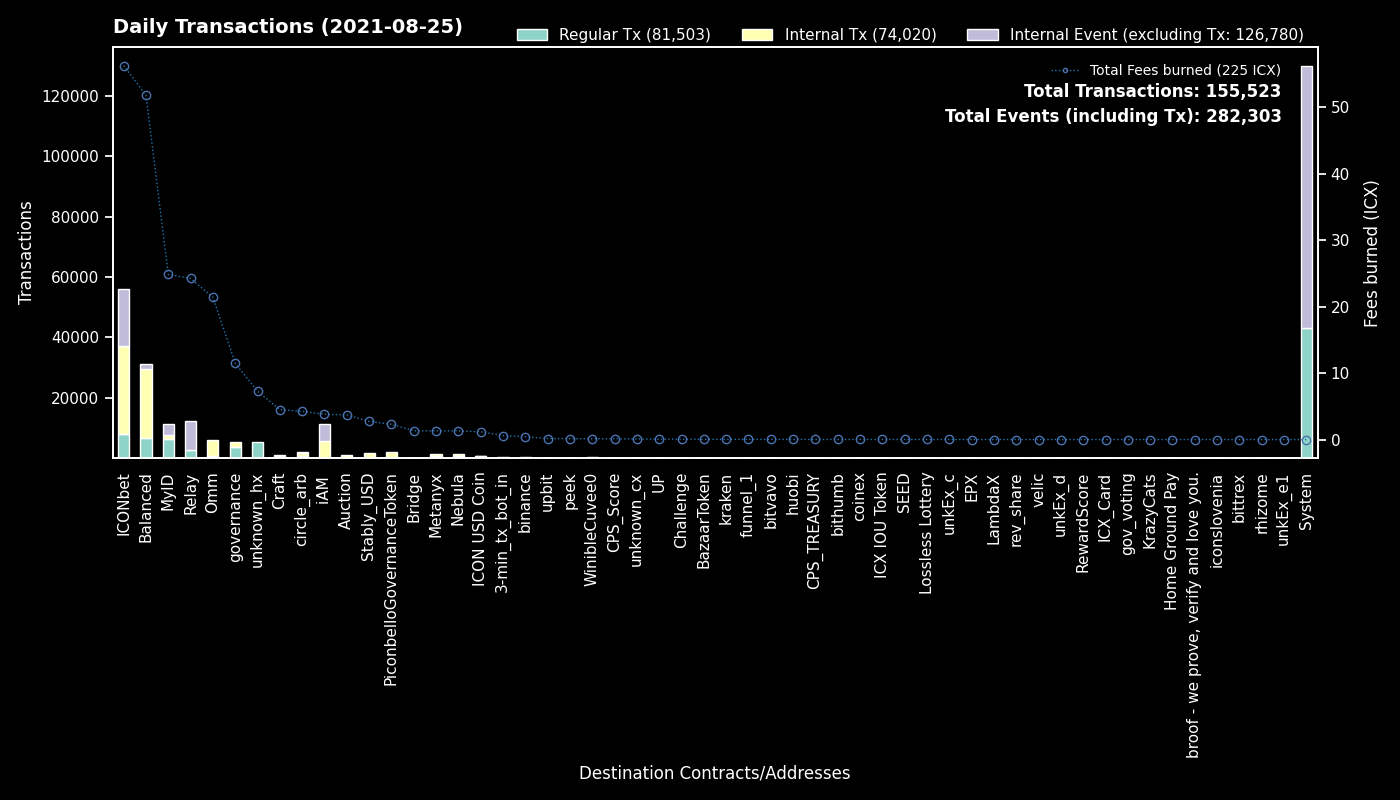 Daily Transactions (2021-08-25)
Regular Tx (81,503)
Internal Tx (74,020)
Internal Event (excluding Tx: 126,780)
Total Fees burned (225 ICX)
Total Transactions: 155,523
Total Events (including Tx): 282,303
Transactions
120000
100000
80000
60000
40000
20000
50
40
30
20
10
0
Fees burned (ICX)
ICONbet
Balanced
MyID
Relay
Omm
governance
unknown_hx
Craft
circle_arb
iAM
Auction
Stably_USD
PiconbelloGovernanceToken
Bridge
Metanyx
Nebula
ICON USD Coin
3-min_tx_bot_in
binance
upbit
peek
WinibleCuvee0
CPS_Score
unknown_cx
UP
Challenge
BazaarToken
kraken
funnel_1
bitvavo
huobi
CPS_TREASURY
bithumb
coinex
ICX IOU Token
SEED
Lossless Lottery
unkEx_c
EPX
LambdaX
rev_share
velic
unkEx_d
RewardScore
ICX_Card
gov_voting
KrazyCats
Home Ground Pay
broof - we prove, verify and love you.
iconslovenia
bittrex
rhizome
unkEx_e1
System
Destination Contracts/Addresses